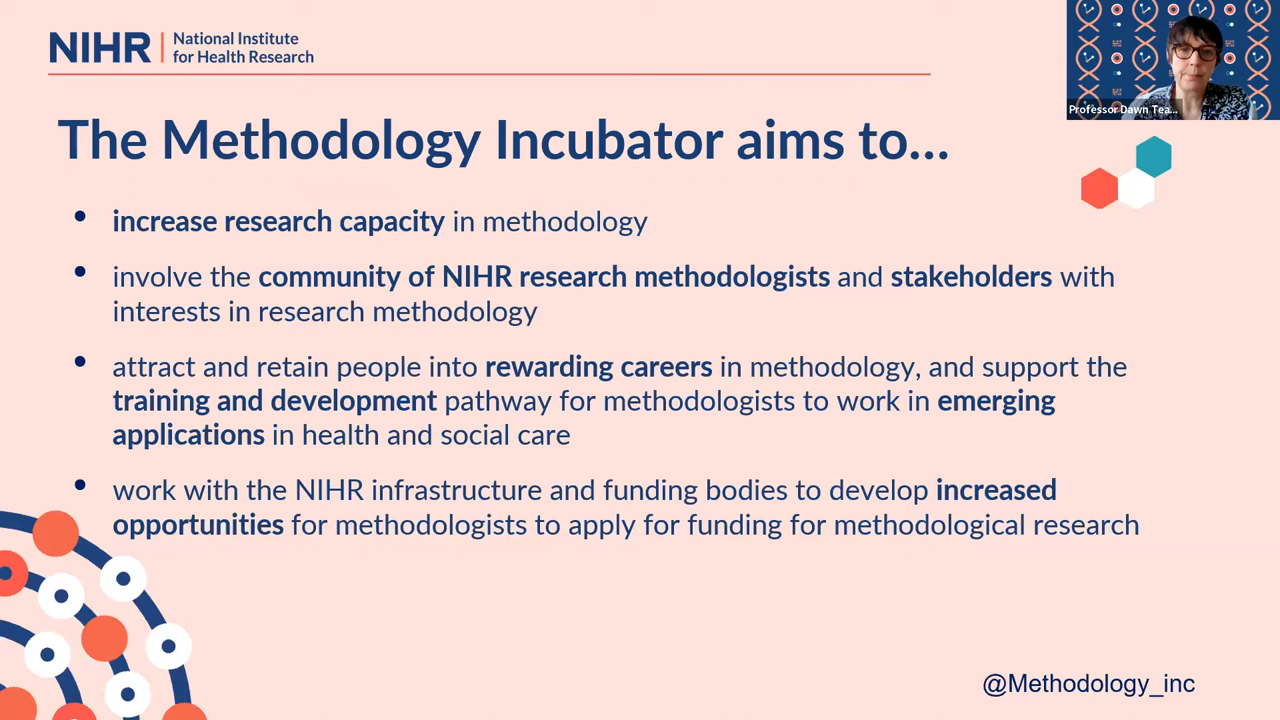 NIHR
National Institute
for Health Research
Professor Dawn Tea...
The Methodology Incubator aims to...
• increase research capacity in methodology
• involve the community of NIHR research methodologists and stakeholders with
interests in research methodology
• attract and retain people into rewarding careers in methodology, and support the
training and development pathway for methodologists to work in emerging
applications in health and social care
• work with the NIHR infrastructure and funding bodies to develop increased
opportunities for methodologists to apply for funding for methodological research
@Methodology_inc